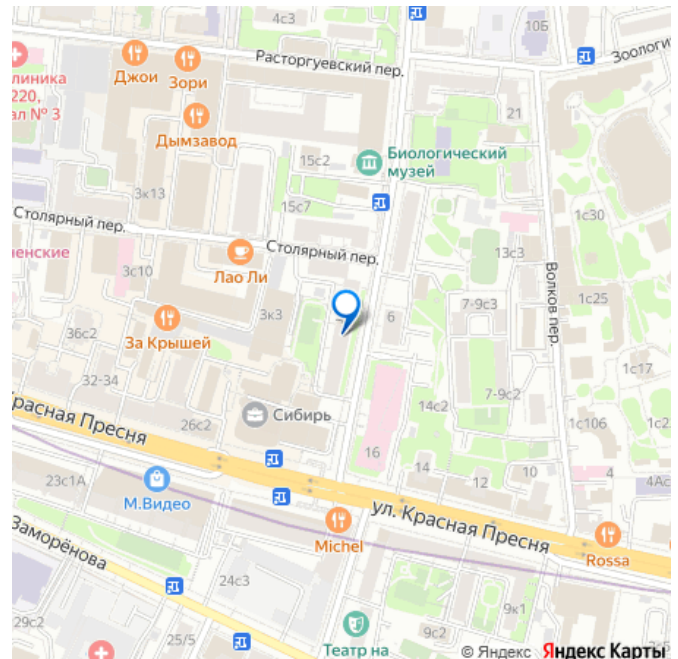 4с3
10Б
Зоологи
Расторгуевский пер.
Джои
Зори
линика
220,
ал № 3
Дымзавод
21
15с2
Биологический
музей
3к13
15с7
1с30
Столярный пер.
Столярный пер.
13с3
ненские
3с10
Лао Ли
Волков пер.
1с25
7-9с3
6
3к3
За Крышей
36с2
1с17
32-34
7-9с2
14с2
Сибирь
1с106
1с2
Красная Пресня
26с2
16
14
10
4
12
4Ас
23с1А
М.Видео
ул. Красная Пресня
Michel
Rossa
Заморёнова
24с3
9к1
29с2
25/5
9с2
Театр на
© Яндекс Яндекс Карты